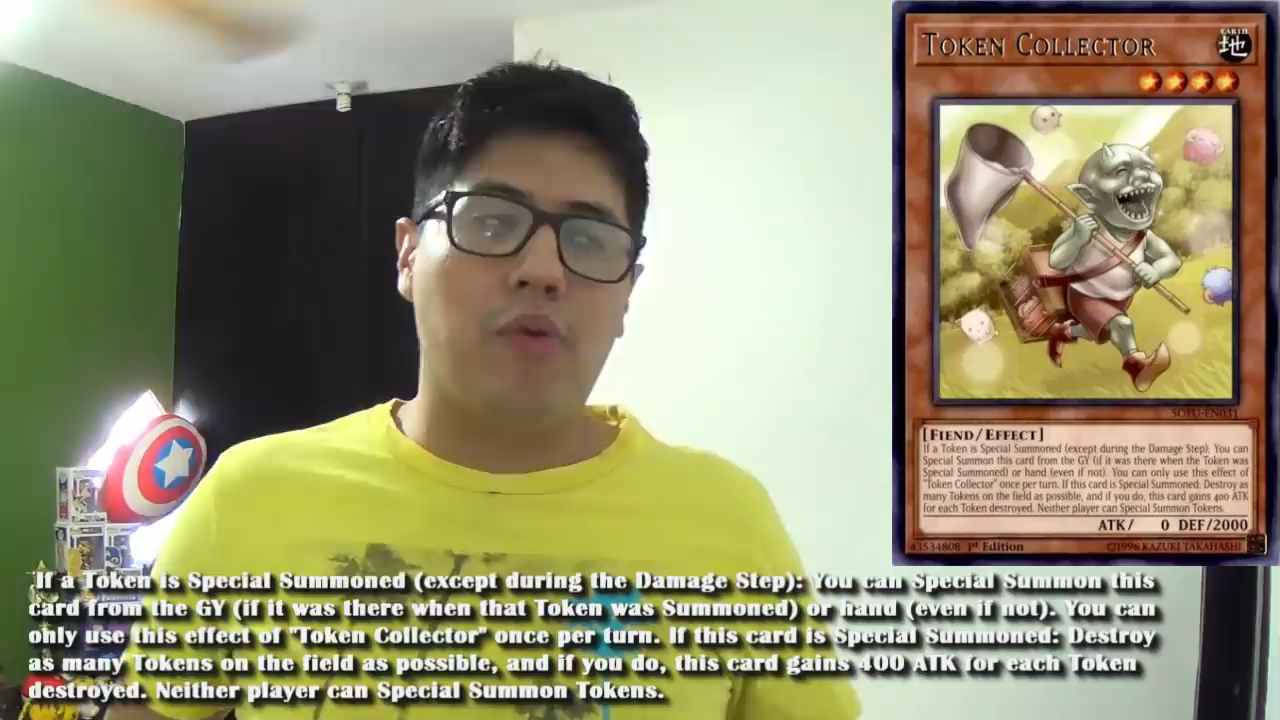 TOKEN COLLECTOR
EARTH
地
SOFU-EN031
[FIEND/EFFECT]
If a Token is Special Summoned (except during the Damage Step): You can
Special Summon this card from the GY (if it was there when the Token was
Special Summoned) or hand (even if not). You can only use this effect of
"Token Collector" once per turn. If this card is Special Summoned: Destroy as
many Tokens on the field as possible, and if you do, this card gains 400 ATK
for each Token destroyed. Neither player can Special Summon Tokens.
ATK/ 0 DEF/2000
43534808 1st Edition ©1996 KAZUKI TAKAHASHI
If a Token is Special Summoned (except during the Damage Step): You can Special Summon this
card from the GY (if it was there when that Token was Summoned) or hand (even if not). You can
only use this effect of "Token Collector" once per turn. If this card is Special Summoned: Destroy
as many Tokens on the field as possible, and if you do, this card gains 400 ATK for each Token
destroyed. Neither player can Special Summon Tokens.